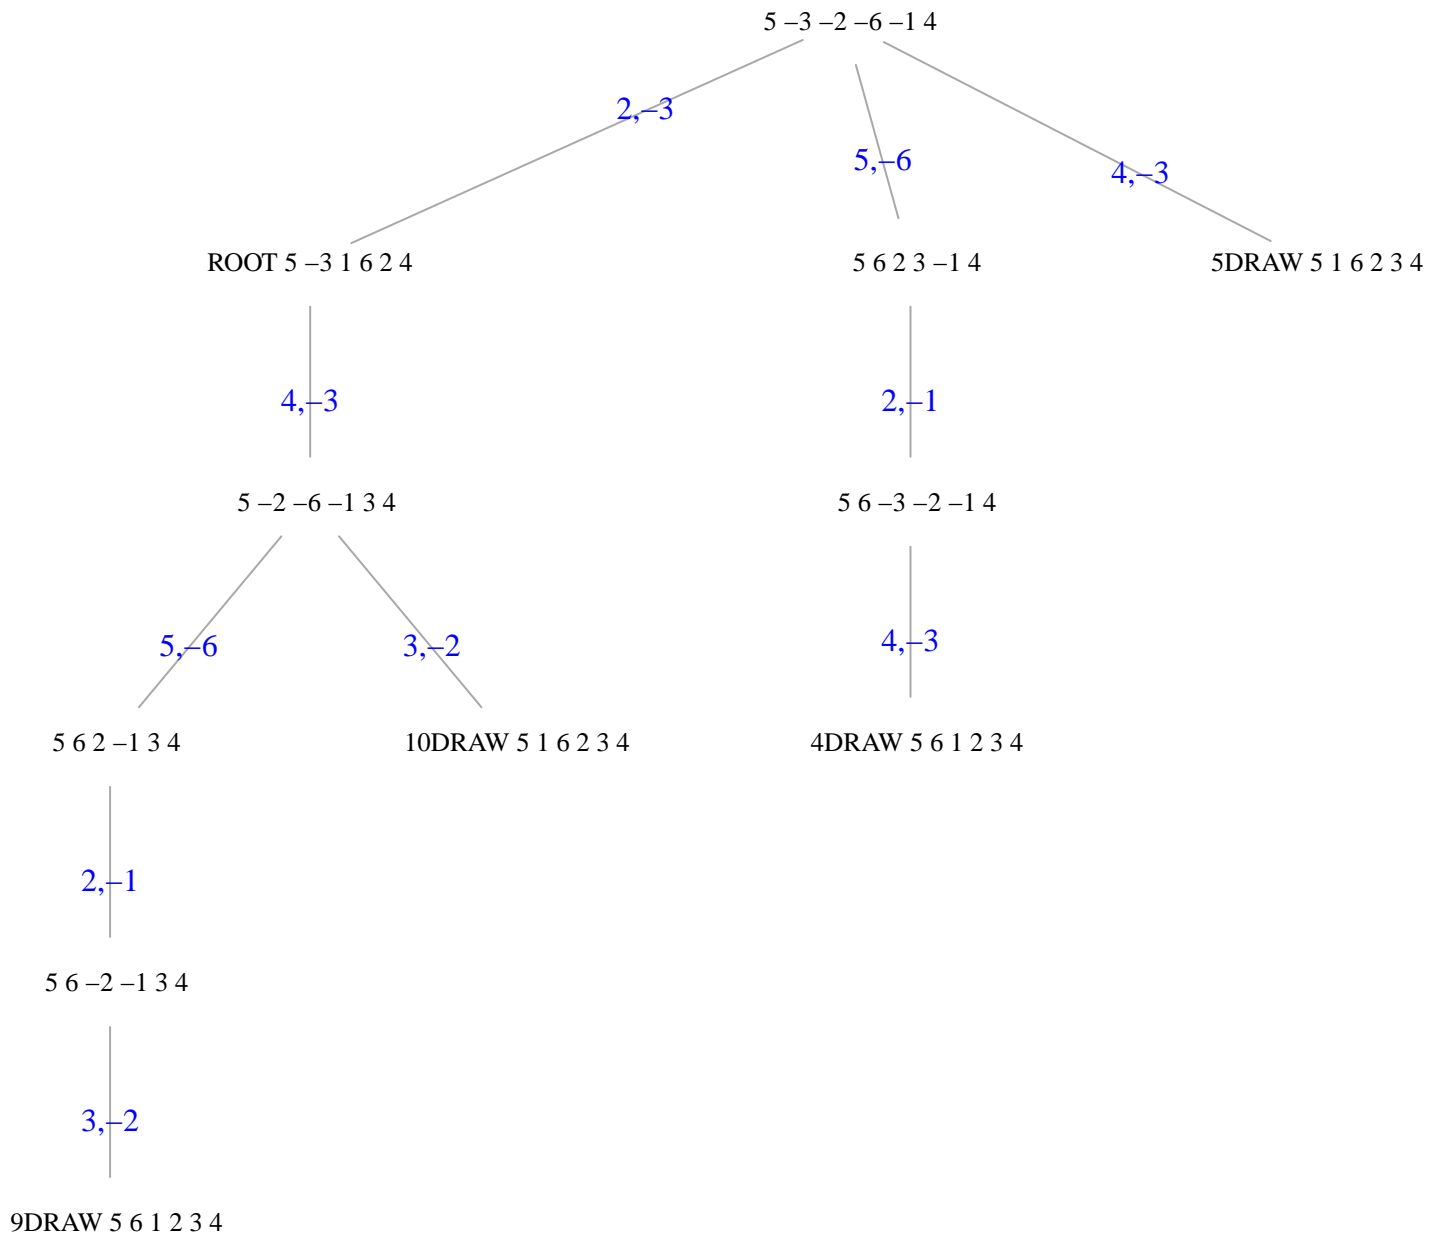 5 –3 –2 –6 –1 4
2,–3
5,–6
4,–3
ROOT 5 –3 1 6 2 4
5 6 2 3 –1 4
5DRAW 5 1 6 2 3 4
4,–3
2,–1
5 –2 –6 –1 3 4
5 6 –3 –2 –1 4
5,–6
3,–2
4,–3
5 6 2 –1 3 4
10DRAW 5 1 6 2 3 4
4DRAW 5 6 1 2 3 4
2,–1
5 6 –2 –1 3 4
3,–2
9DRAW 5 6 1 2 3 4